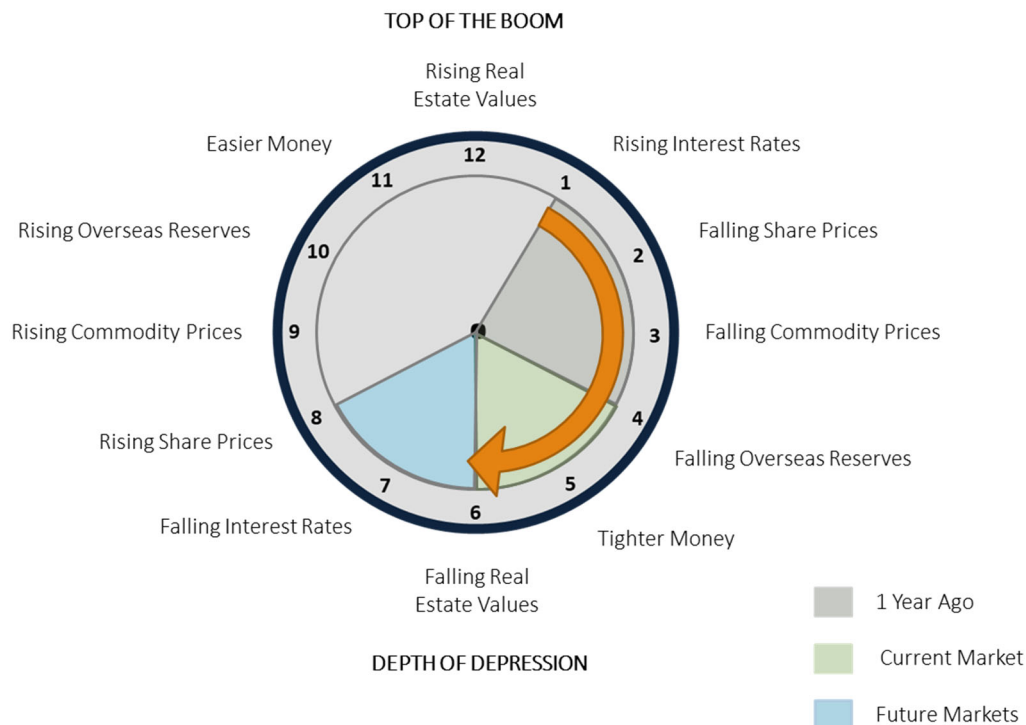 TOP OF THE BOOM
Rising Real
Estate Values
Easier Money
Rising Interest Rates
12
11
1
Rising Overseas Reserves
Falling Share Prices
10
2
Rising Commodity Prices
9
3
Falling Commodity Prices
8
4
Rising Share Prices
Falling Overseas Reserves
7
5
6
Falling Interest Rates
Tighter Money
Falling Real
Estate Values
1 Year Ago
DEPTH OF DEPRESSION
Current Market
Future Markets